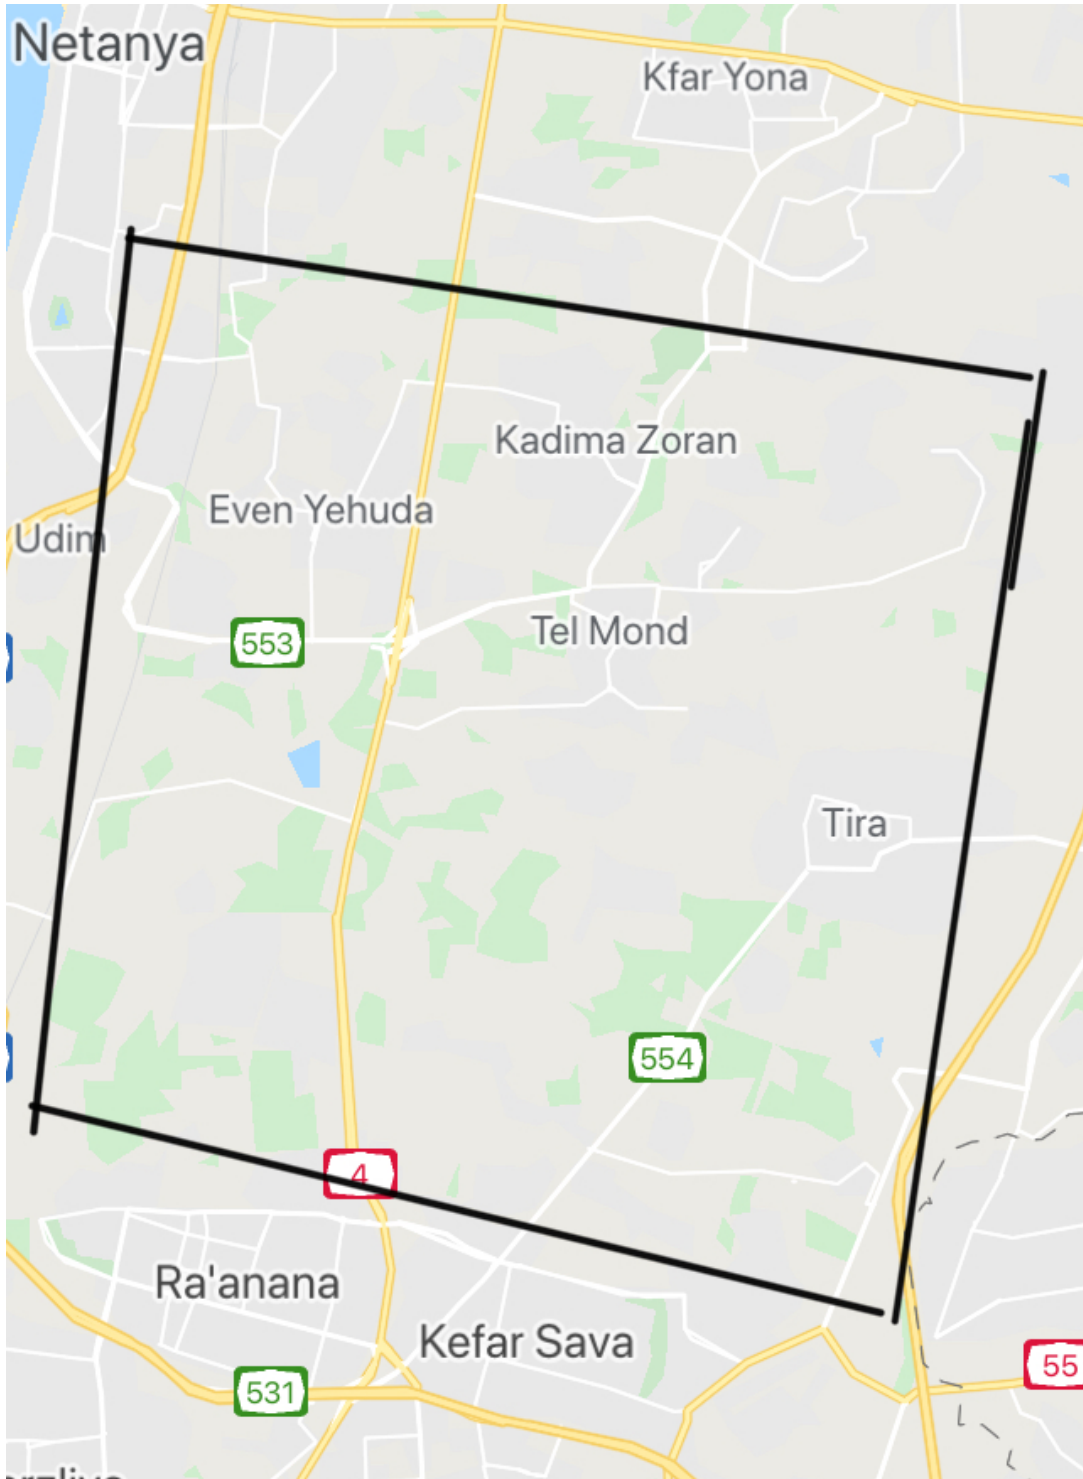 Netanya
Kfar Yona
Kadima Zoran
Even Yehuda
Udim
553
Tel Mond
Tira
554
4
Ra'anana
Kefar Sava
55
531